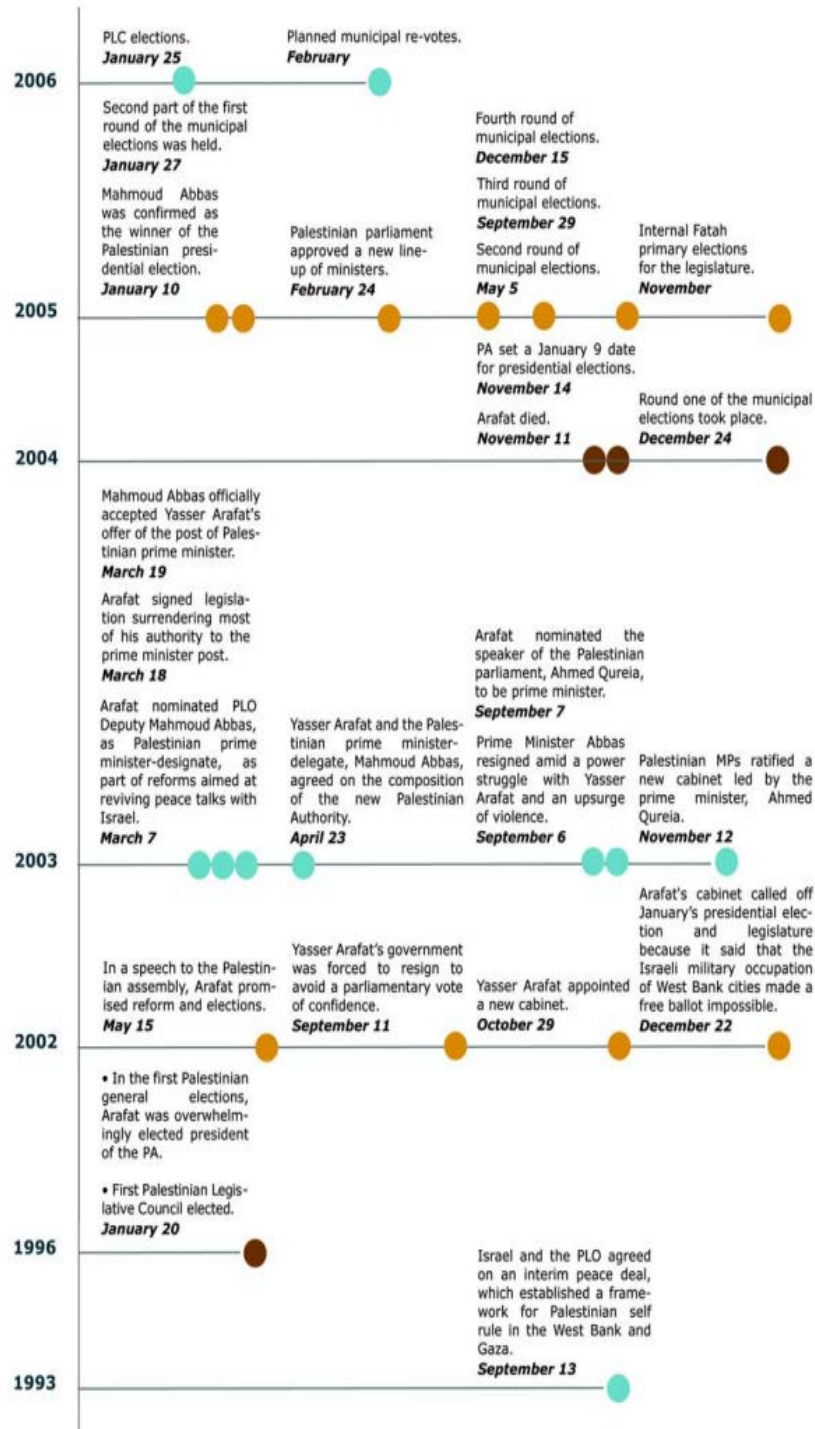 PLC elections.
January 25
Planned municipal re-votes.
February
2006
Second part of the first
round of the municipal
elections was held.
January 27
Mahmoud Abbas
was confirmed as
the winner of the
Palestinian presi-
dential election.
January 10
Palestinian parliament
approved a new line-
up of ministers.
February 24
Fourth round of
municipal elections.
December 15
Third round of
municipal elections.
September 29
Second round of
municipal elections.
May 5
Internal Fatah
primary elections
for the legislature.
November
2005
PA set a January 9 date
for presidential elections.
November 14
Arafat died.
November 11
Round one of the municipal
elections took place.
December 24
2004
Mahmoud Abbas officially
accepted Yasser Arafat's
offer of the post of Pales-
tinian prime minister.
March 19
Arafat signed legisla-
tion surrendering most
of his authority to the
prime minister post.
March 18
Arafat nominated PLO
Deputy Mahmoud Abbas,
as Palestinian prime
minister-designate, as
part of reforms aimed at
reviving peace talks with
Israel.
March 7
Yasser Arafat and the Pales-
tinian prime minister-
delegate, Mahmoud Abbas,
agreed on the composition
of the new Palestinian
Authority.
April 23
Arafat nominated the
speaker of the Palestinian
parliament, Ahmed Qureia,
to be prime minister.
September 7
Prime Minister Abbas
resigned amid a power
struggle with Yasser
Arafat and an upsurge
of violence.
September 6
Palestinian MPs ratified a
new cabinet led by the
prime minister, Ahmed
Qureia.
November 12
2003
In a speech to the Palestin-
ian assembly, Arafat prom-
ised reform and elections.
May 15
Yasser Arafat's government
was forced to resign to
avoid a parliamentary vote
of confidence.
September 11
Yasser Arafat appointed
a new cabinet.
October 29
Arafat's cabinet called off
January's presidential elec-
tion and legislature
because it said that the
Israeli military occupation
of West Bank cities made a
free ballot impossible.
December 22
2002
• In the first Palestinian
general elections,
Arafat was overwhelm-
ingly elected president
of the PA.
• First Palestinian Legis-
lative Council elected.
January 20
1996
Israel and the PLO agreed
on an interim peace deal,
which established a frame-
work for Palestinian self
rule in the West Bank and
Gaza.
September 13
1993